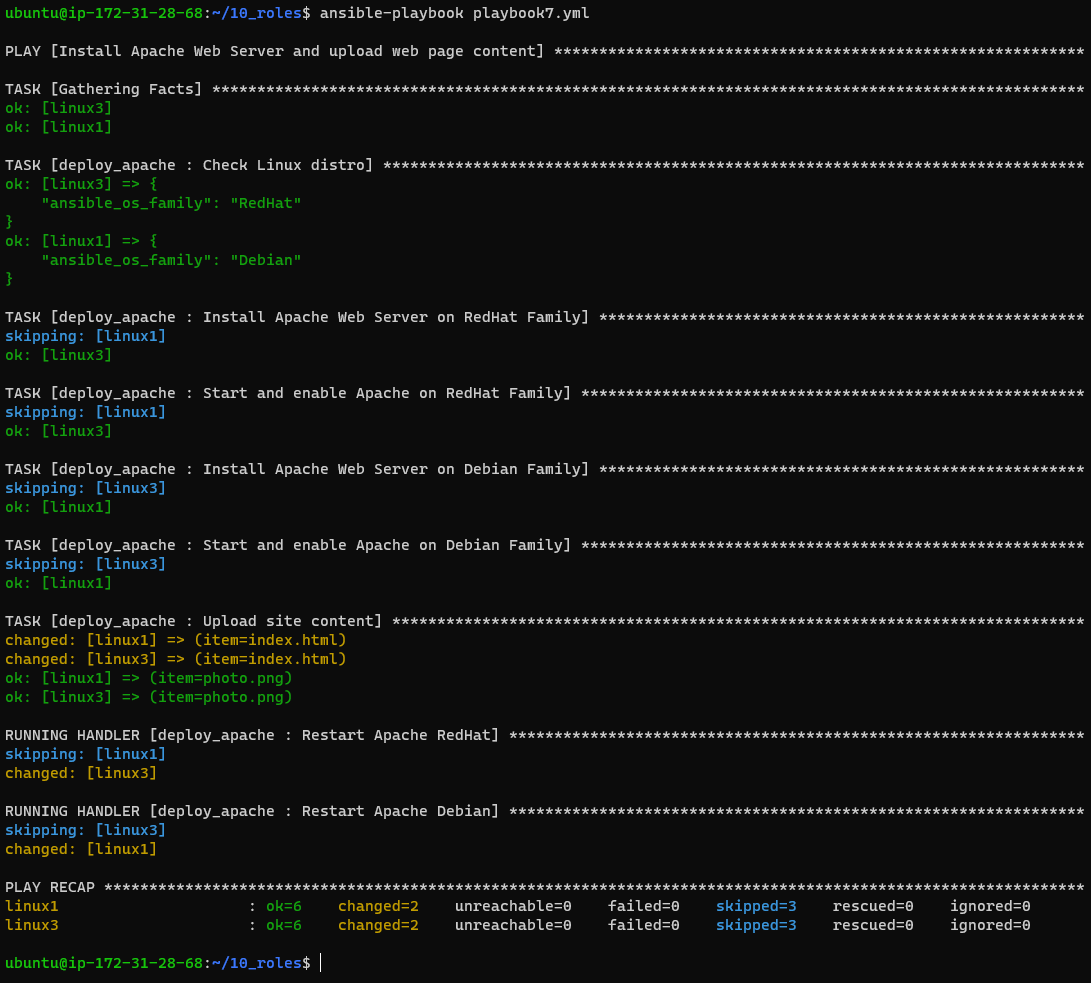 ubuntu@ip-172-31-28-68:~/10_roles$ ansible-playbook playbook7.yml
PLAY [Install Apache Web Server and upload web page content] ***********************************************************
TASK [Gathering Facts] *************************************************************************************************
ok: [linux3]
ok: [linux1]
TASK [deploy_apache : Check Linux distro] ******************************************************************************
ok: [linux3] => {
    "ansible_os_family": "RedHat"
}
ok: [linux1] => {
    "ansible_os_family": "Debian"
}
TASK [deploy_apache : Install Apache Web Server on RedHat Family] ******************************************************
skipping: [linux1]
ok: [linux3]
TASK [deploy_apache : Start and enable Apache on RedHat Family] ********************************************************
skipping: [linux1]
ok: [linux3]
TASK [deploy_apache : Install Apache Web Server on Debian Family] ******************************************************
skipping: [linux3]
ok: [linux1]
TASK [deploy_apache : Start and enable Apache on Debian Family] ********************************************************
skipping: [linux3]
ok: [linux1]
TASK [deploy_apache : Upload site content] *****************************************************************************
changed: [linux1] => (item=index.html)
changed: [linux3] => (item=index.html)
ok: [linux1] => (item=photo.png)
ok: [linux3] => (item=photo.png)
RUNNING HANDLER [deploy_apache : Restart Apache RedHat] ****************************************************************
skipping: [linux1]
changed: [linux3]
RUNNING HANDLER [deploy_apache : Restart Apache Debian] ****************************************************************
skipping: [linux3]
changed: [linux1]
PLAY RECAP *************************************************************************************************************
linux1                     : ok=6    changed=2    unreachable=0    failed=0    skipped=3    rescued=0    ignored=0
linux3                     : ok=6    changed=2    unreachable=0    failed=0    skipped=3    rescued=0    ignored=0
ubuntu@ip-172-31-28-68:~/10_roles$